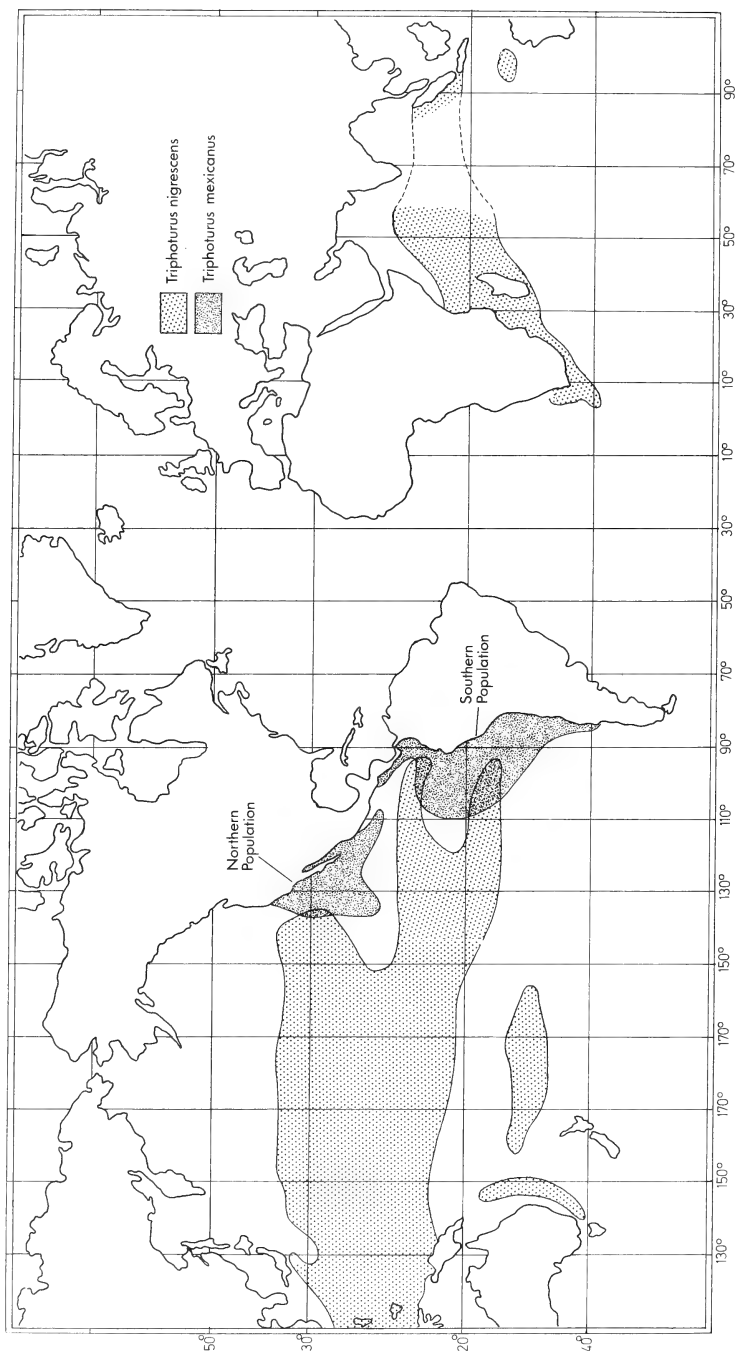 Triphoturus nigrescens
Triphoturus mexicanus
Northern
Population
Southern
Population
50°
30°
20°
40°
130° 150° 170° 170° 150° 130° 110° 90° 70° 50° 30° 10° 10° 30° 50° 70° 90°